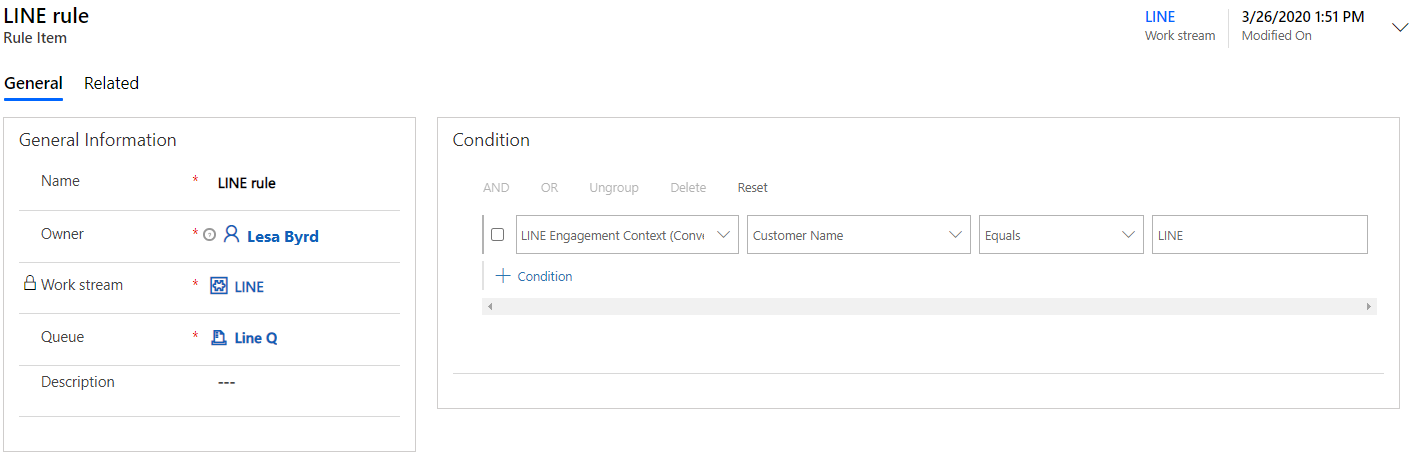 LINE rule
Rule Item
LINE
Work stream
3/26/2020 1:51 PM
Modified On
General
Related
General Information
Name * LINE rule
Owner * Lesa Byrd
Work stream * LINE
Queue * Line Q
Description ---
Condition
AND OR Ungroup Delete Reset
LINE Engagement Context (Conve Customer Name Equals LINE
+ Condition